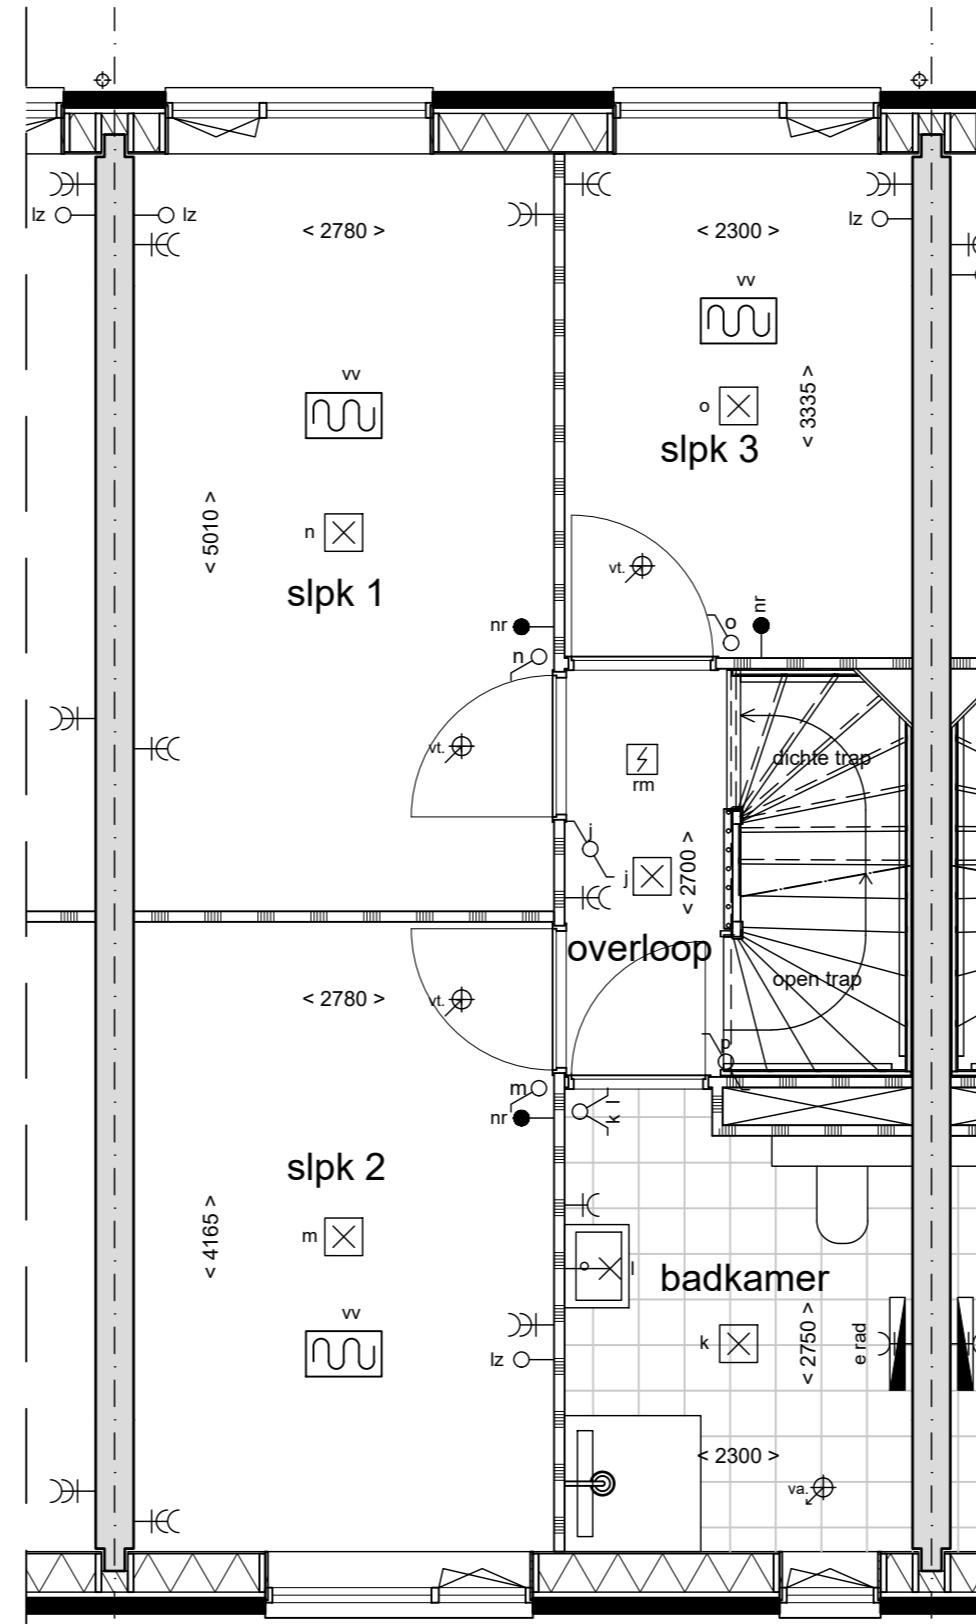 lz
lz
< 2780 >
< 2300 >
lz
vv
vv
< 3335 >
o
slpk 3
< 5010 >
n
slpk 1
vt.
nr
nr
o
n
vt.
dichte trap
rm
j
j
< 2700 >
overloop
open trap
< 2780 >
vt.
p
m
nr
k
l
slpk 2
< 4165 >
m
l
badkamer
vv
k
< 2750 >
e rad
lz
< 2300 >
va.